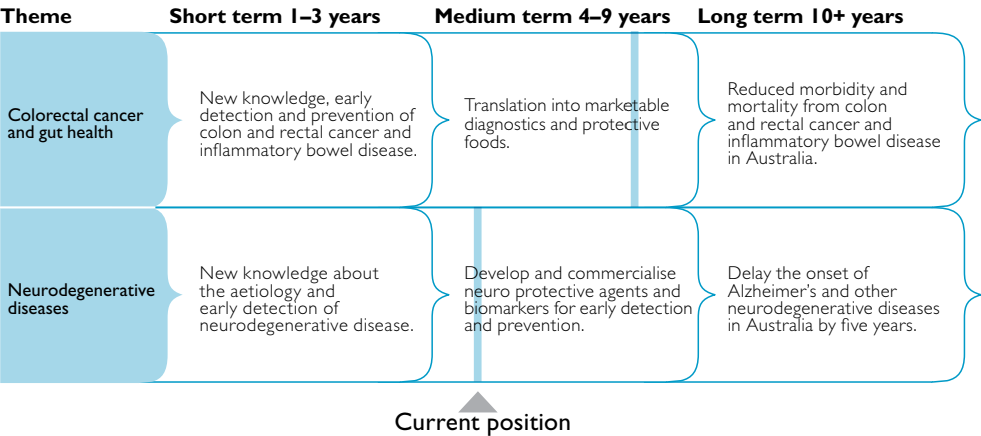 Theme
Short term 1–3 years
Medium term 4–9 years
Long term 10+ years
Colorectal cancer
and gut health
New knowledge, early
detection and prevention of
colon and rectal cancer and
inflammatory bowel disease.
Translation into marketable
diagnostics and protective
foods.
Reduced morbidity and
mortality from colon
and rectal cancer and
inflammatory bowel disease
in Australia.
Neurodegenerative
diseases
New knowledge about
the aetiology and
early detection of
neurodegenerative disease.
Develop and commercialise
neuro protective agents and
biomarkers for early detection
and prevention.
Delay the onset of
Alzheimer’s and other
neurodegenerative diseases
in Australia by five years.
Current position